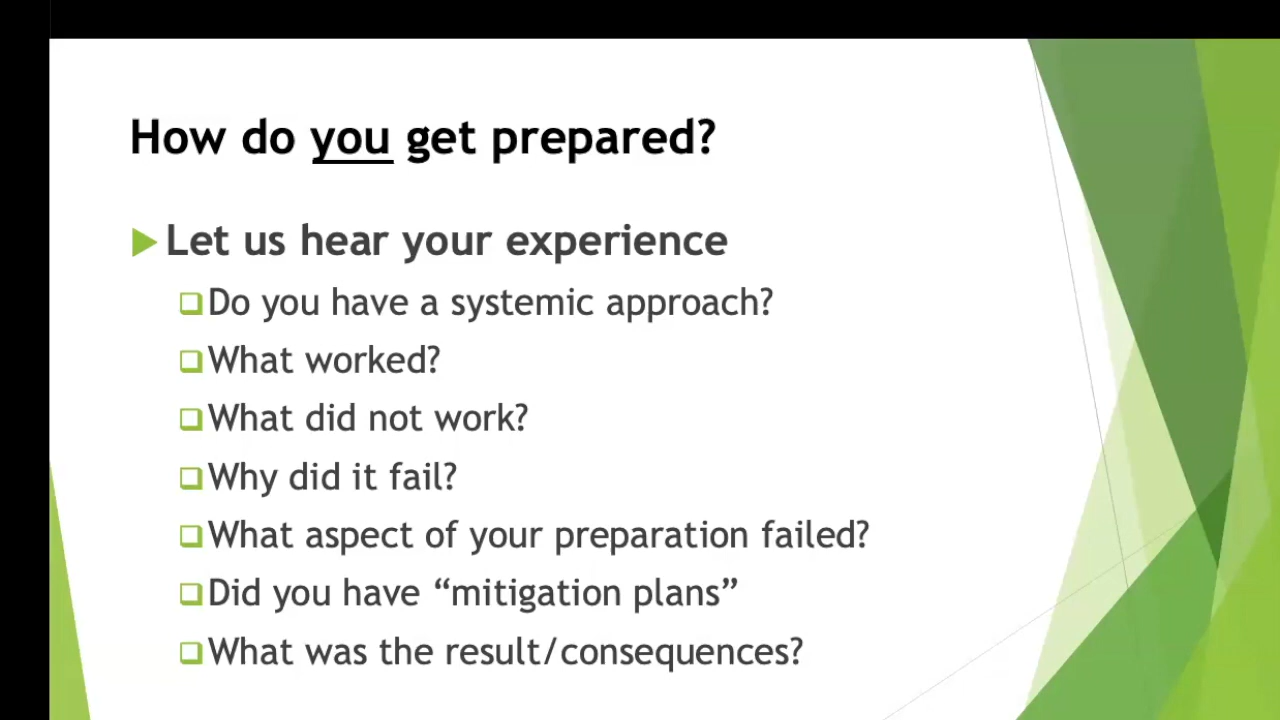 How do you get prepared?
Let us hear your experience
Do you have a systemic approach?
What worked?
What did not work?
Why did it fail?
What aspect of your preparation failed?
Did you have “mitigation plans”
What was the result/consequences?